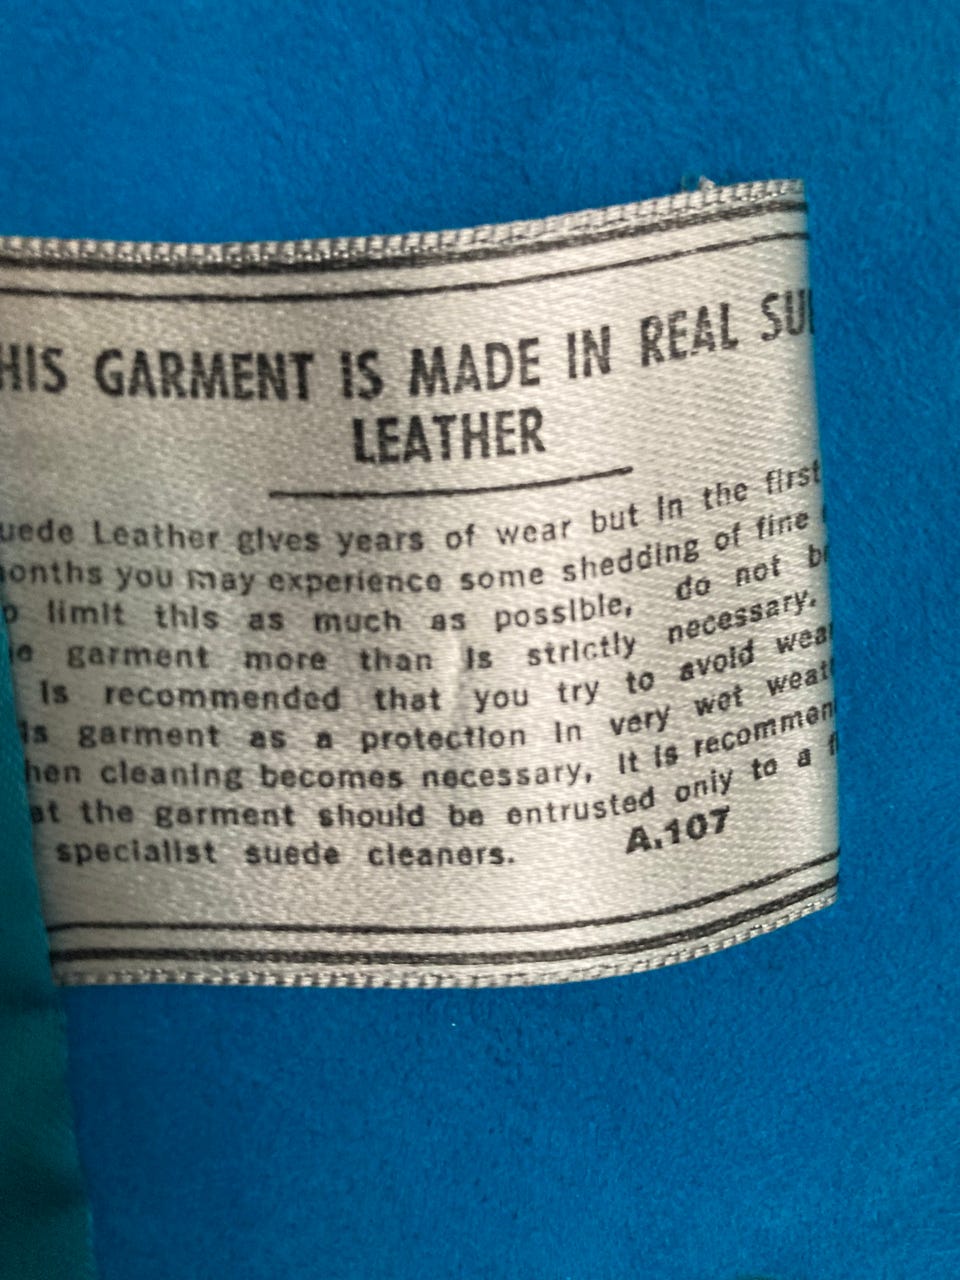 HIS GARMENT IS MADE IN REAL SU
LEATHER
uede Leather gives years of wear but in the first
onths you may experience some shedding of fine
limit this as much as possible, do not b
garment more than is strictly necessary.
Is recommended that you try to avoid wea
is garment as a protection in very wet weat
hen cleaning becomes necessary, it is recommen
at the garment should be entrusted only to a f
specialist suede cleaners. A.107